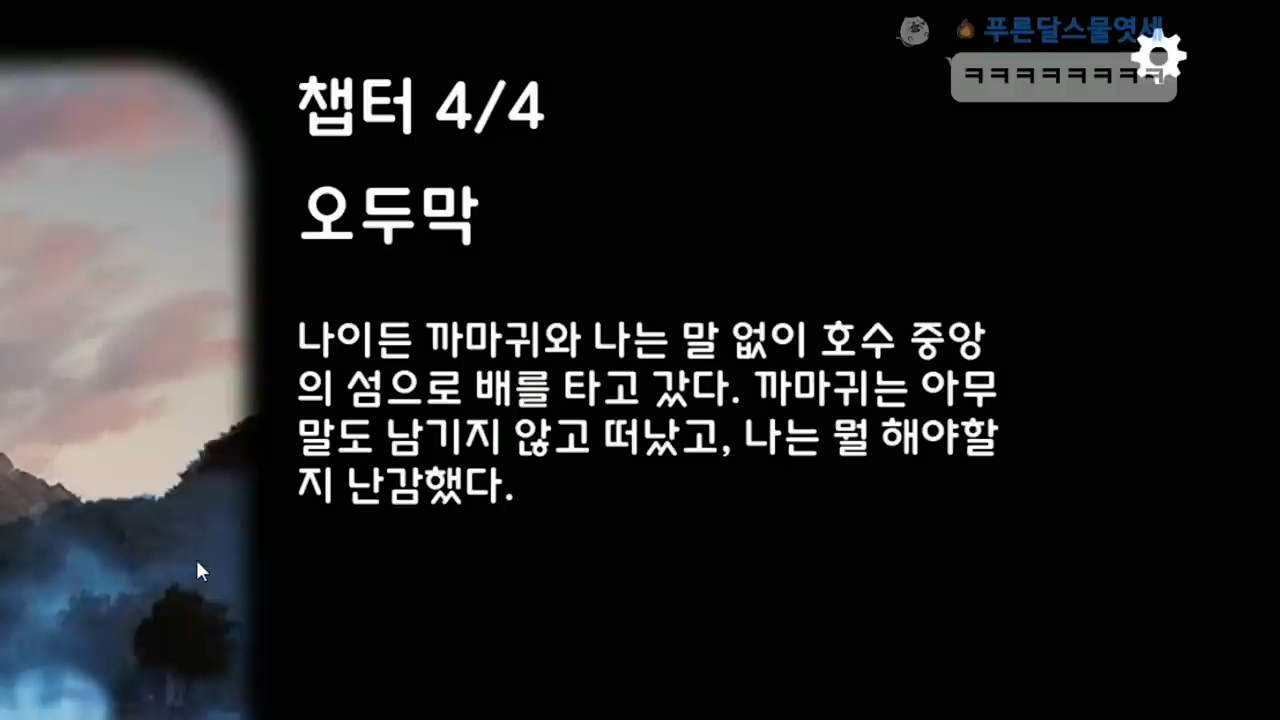 푸른달스물엿세
ㅋㅋㅋㅋㅋㅋㅋㅋ
챕터 4/4
오두막
나이든 까마귀와 나는 말 없이 호수 중앙
의 섬으로 배를 타고 갔다. 까마귀는 아무
말도 남기지 않고 떠났고, 나는 뭘 해야할
지 난감했다.